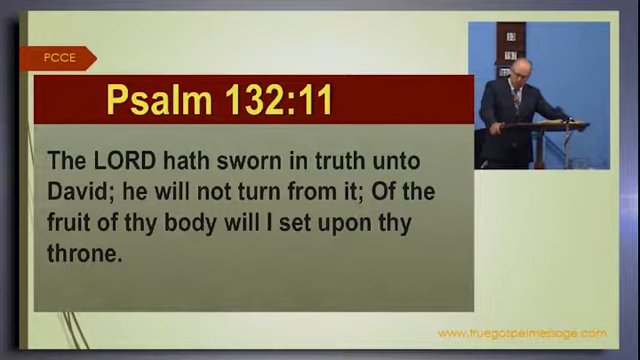 PCCE
Psalm 132:11
The LORD hath sworn in truth unto
David; he will not turn from it; Of the
fruit of thy body will I set upon thy
throne.
www.truegospelmessage.com